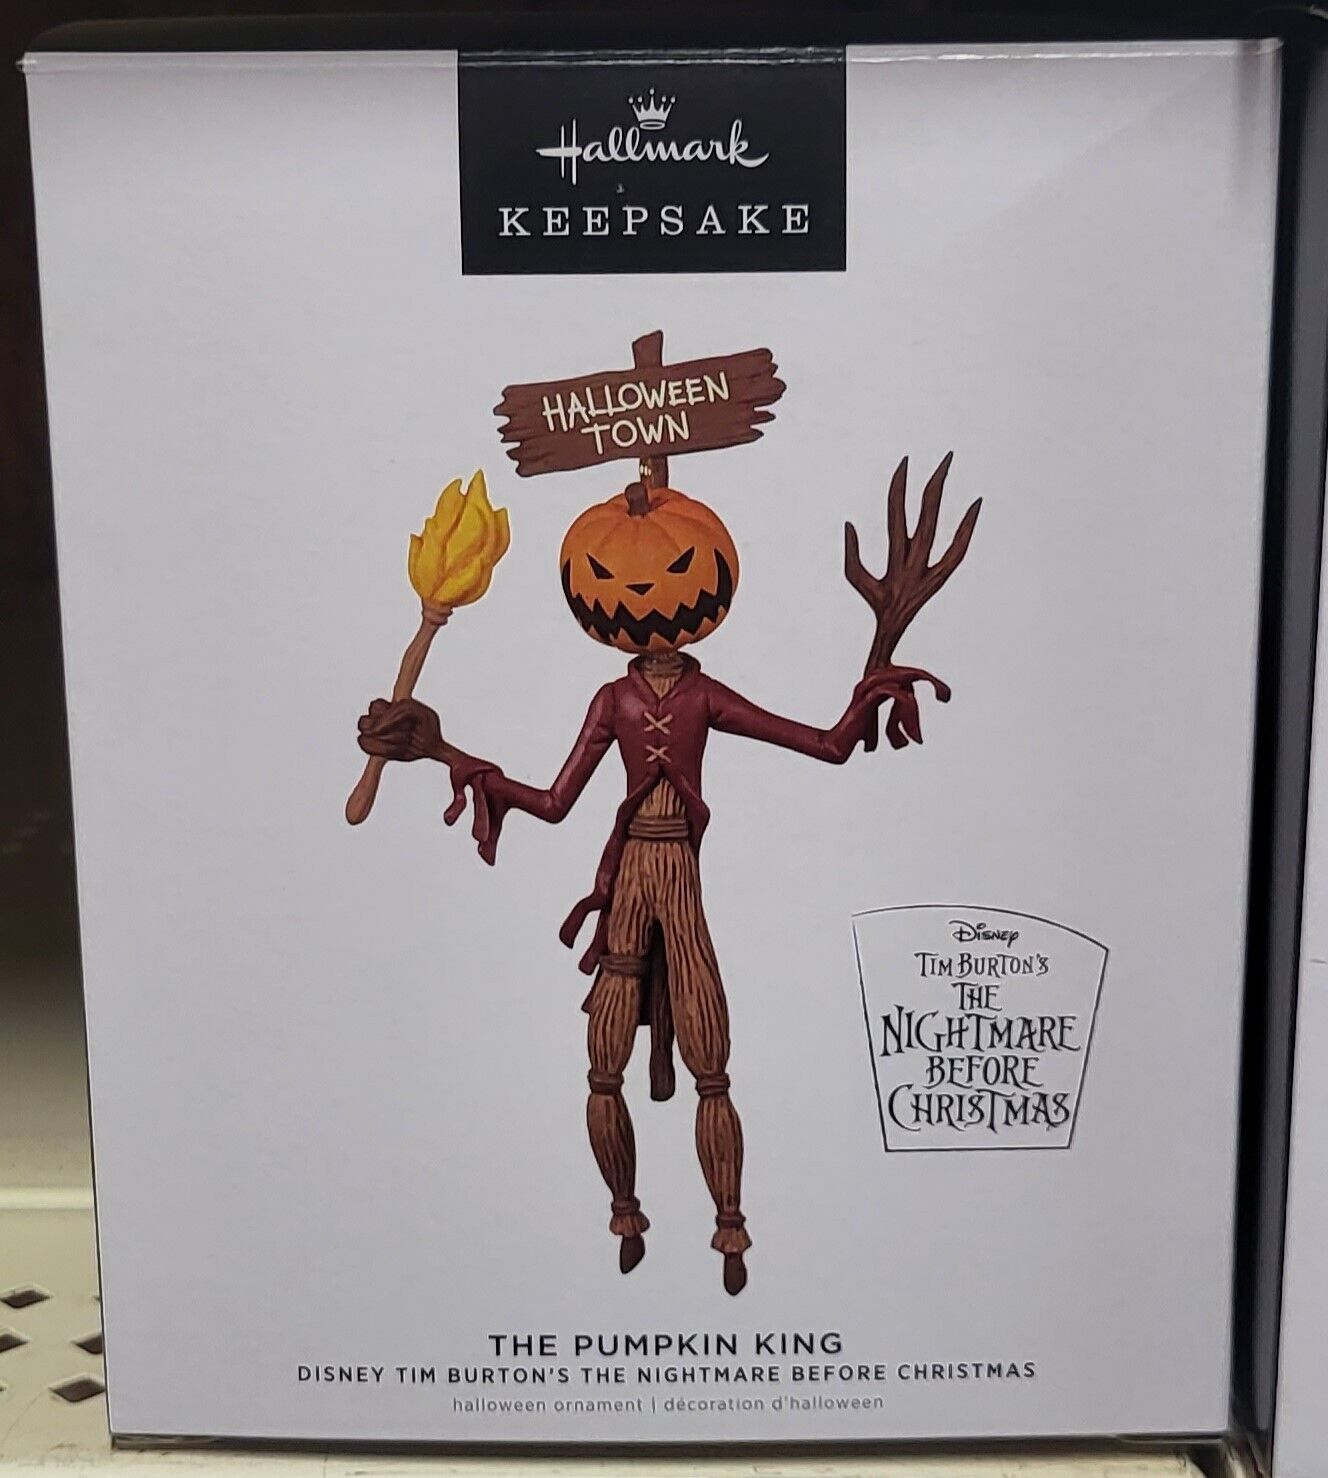 Hallmark
KEEPSAKE
HALLOWEEN
TOWN
Disney
TIM BURTON'S
THE
NIGHTMARE
BEFORE
CHRISTMAS
THE PUMPKIN KING
DISNEY TIM BURTON'S THE NIGHTMARE BEFORE CHRISTMAS
halloween ornament | décoration d'halloween